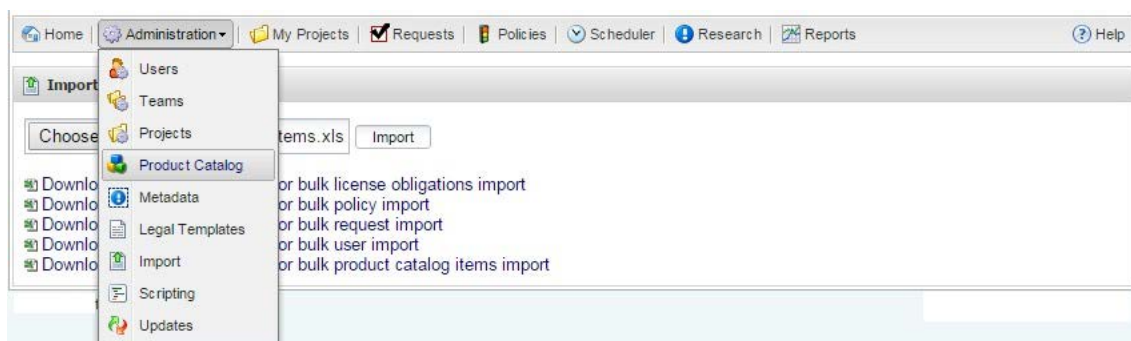 Home Administration My Projects Requests Policies Scheduler Research Reports Help
Users
Import
Teams
Choose Projects tems.xls Import
Product Catalog
Downlo or bulk license obligations import
Metadata
Downlo or bulk policy import
Downlo Legal Templates or bulk request import
Downlo or bulk user import
Downlo Import or bulk product catalog items import
Scripting
Updates